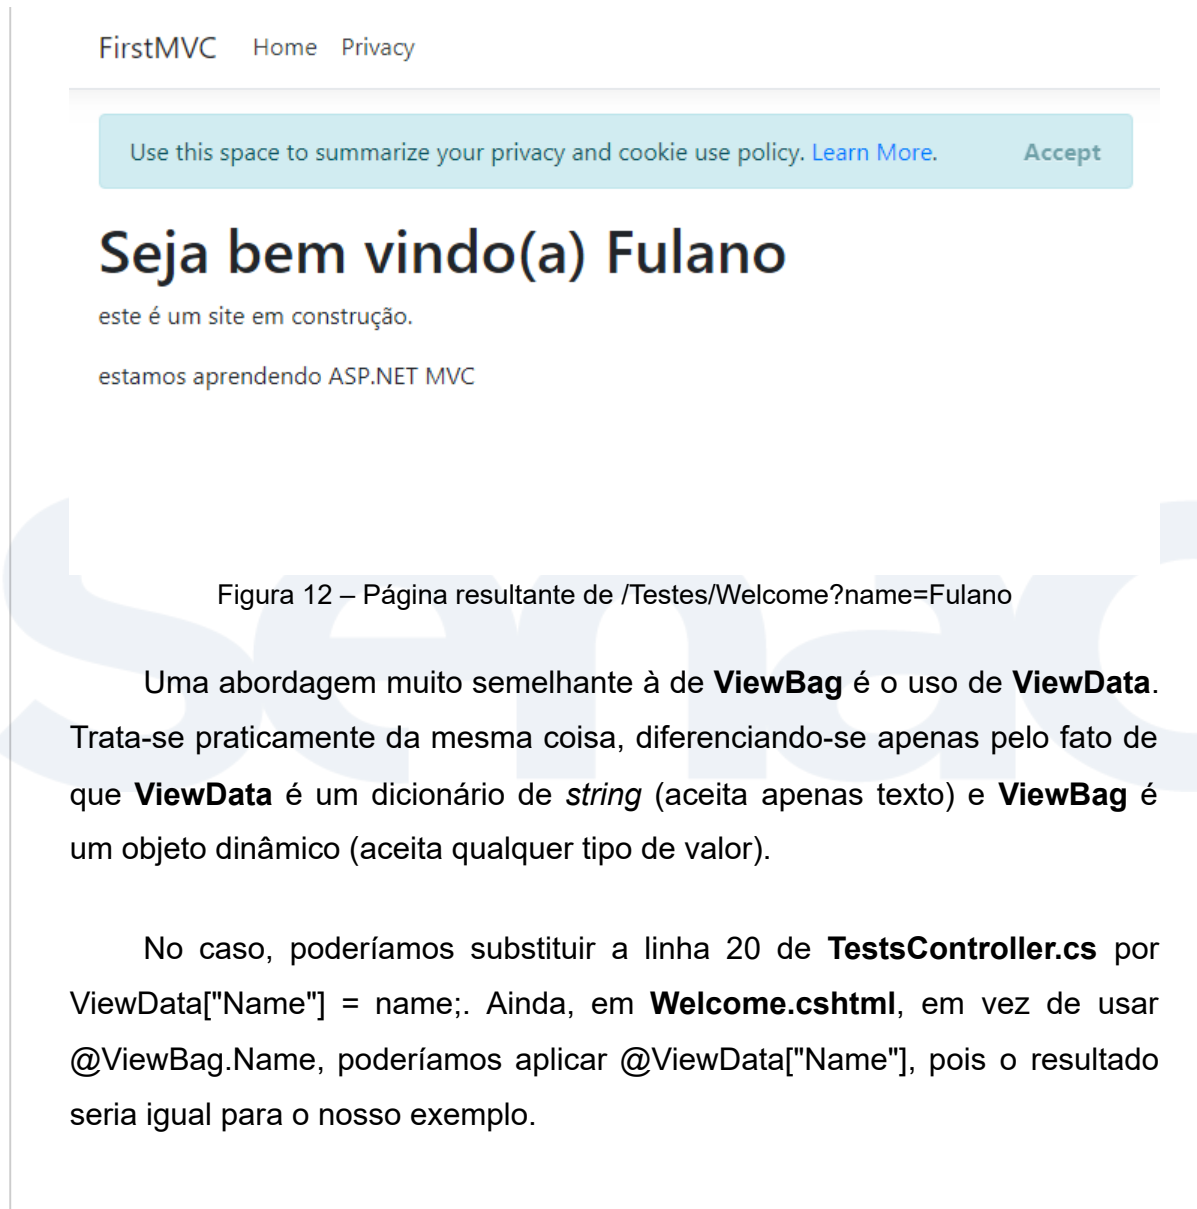 FirstMVC Home Privacy
Use this space to summarize your privacy and cookie use policy. Learn More. Accept
Seja bem vindo(a) Fulano
este é um site em construção.
estamos aprendendo ASP.NET MVC
Senac
Figura 12 – Página resultante de /Testes/Welcome?name=Fulano
Uma abordagem muito semelhante à de ViewBag é o uso de ViewData.
Trata-se praticamente da mesma coisa, diferenciando-se apenas pelo fato de
que ViewData é um dicionário de string (aceita apenas texto) e ViewBag é
um objeto dinâmico (aceita qualquer tipo de valor).
No caso, poderíamos substituir a linha 20 de TestsController.cs por
ViewData["Name"] = name;. Ainda, em Welcome.cshtml, em vez de usar
@ViewBag.Name, poderíamos aplicar @ViewData["Name"], pois o resultado
seria igual para o nosso exemplo.